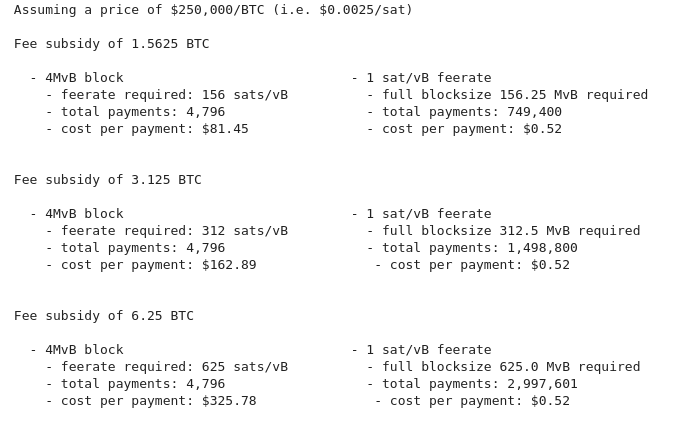 Assuming a price of $250,000/BTC (i.e. $0.0025/sat)
Fee subsidy of 1.5625 BTC
- 4MvB block - 1 sat/vB feerate
- feerate required: 156 sats/vB - full blocksize 156.25 MvB required
- total payments: 4,796 - total payments: 749,400
- cost per payment: $81.45 - cost per payment: $0.52
Fee subsidy of 3.125 BTC
- 4MvB block - 1 sat/vB feerate
- feerate required: 312 sats/vB - full blocksize 312.5 MvB required
- total payments: 4,796 - total payments: 1,498,800
- cost per payment: $162.89 - cost per payment: $0.52
Fee subsidy of 6.25 BTC
- 4MvB block - 1 sat/vB feerate
- feerate required: 625 sats/vB - full blocksize 625.0 MvB required
- total payments: 4,796 - total payments: 2,997,601
- cost per payment: $325.78 - cost per payment: $0.52